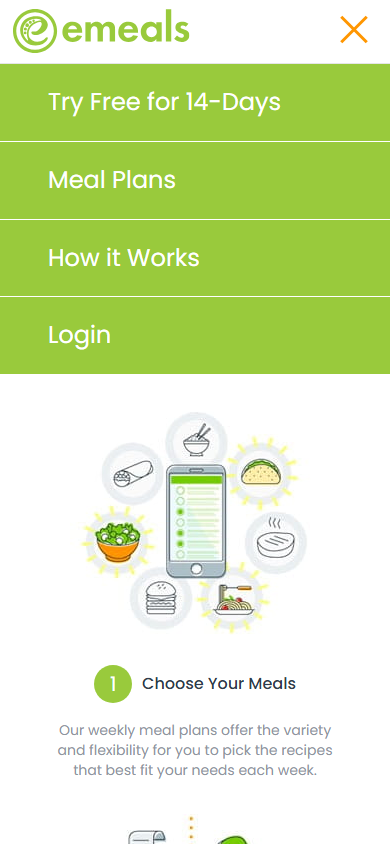 emeals
Try Free for 14-Days
Meal Plans
How it Works
Login
1 Choose Your Meals
Our weekly meal plans offer the variety
and flexibility for you to pick the recipes
that best fit your needs each week.